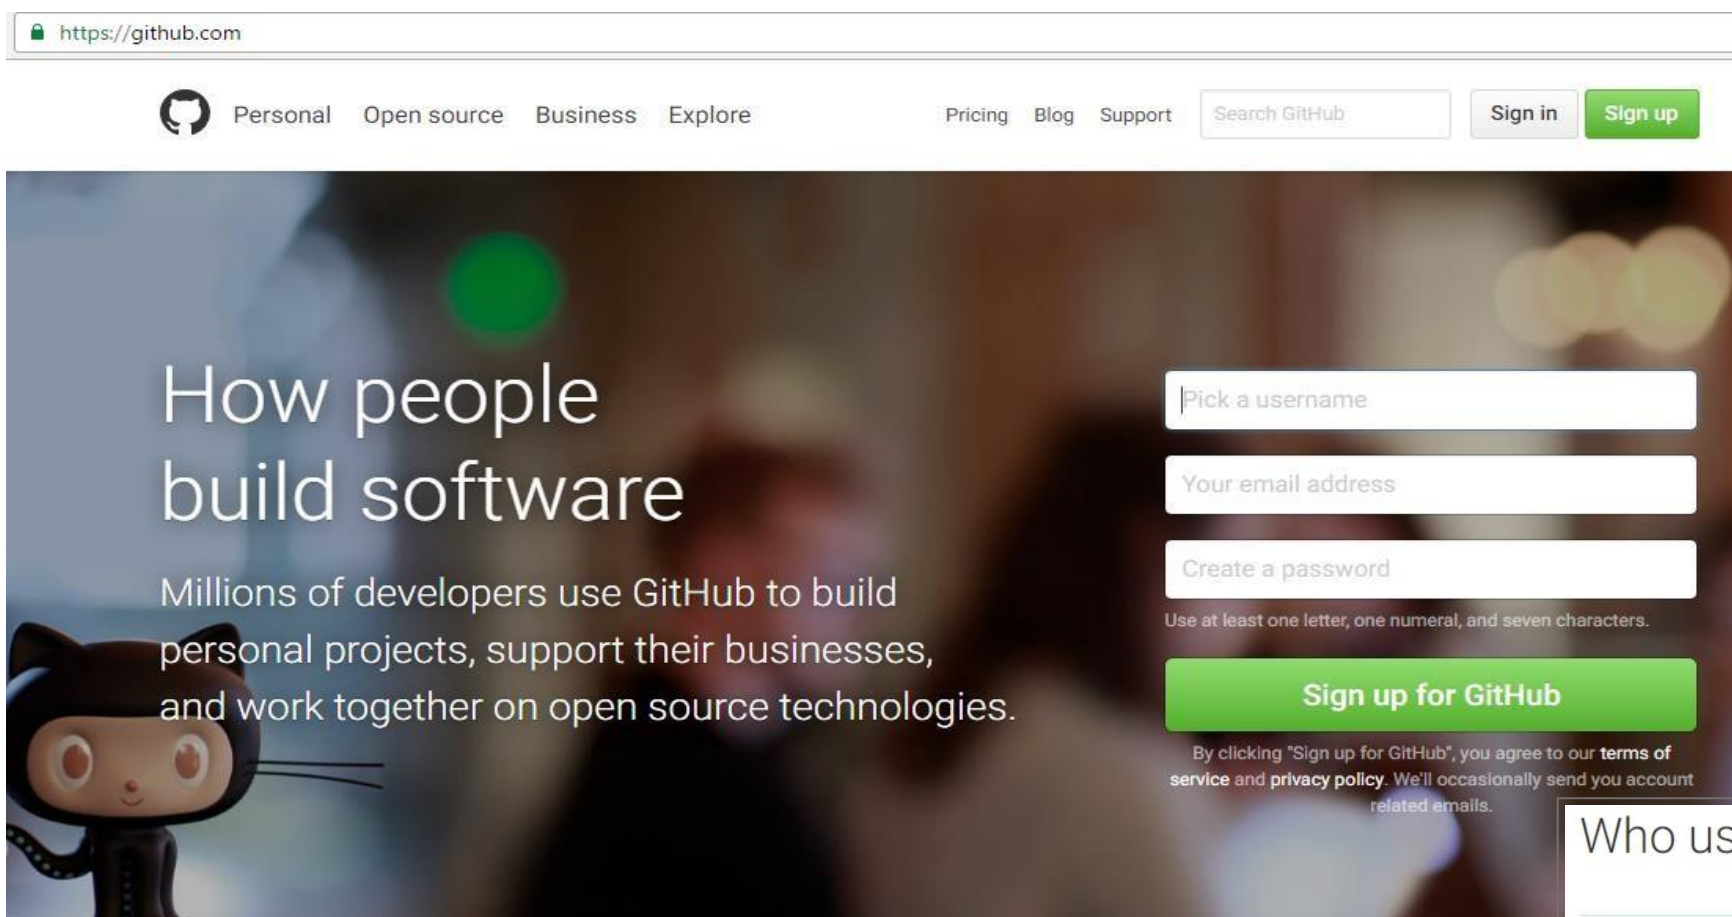 https://github.com
Personal Open source Business Explore Pricing Blog Support Search GitHub Sign in Sign up
How people
build software
Millions of developers use GitHub to build
personal projects, support their businesses,
and work together on open source technologies.
Pick a username
Your email address
Create a password
Use at least one letter, one numeral, and seven characters.
Sign up for GitHub
By clicking "Sign up for GitHub", you agree to our terms of
service and privacy policy. We'll occasionally send you account
related emails.
Who us